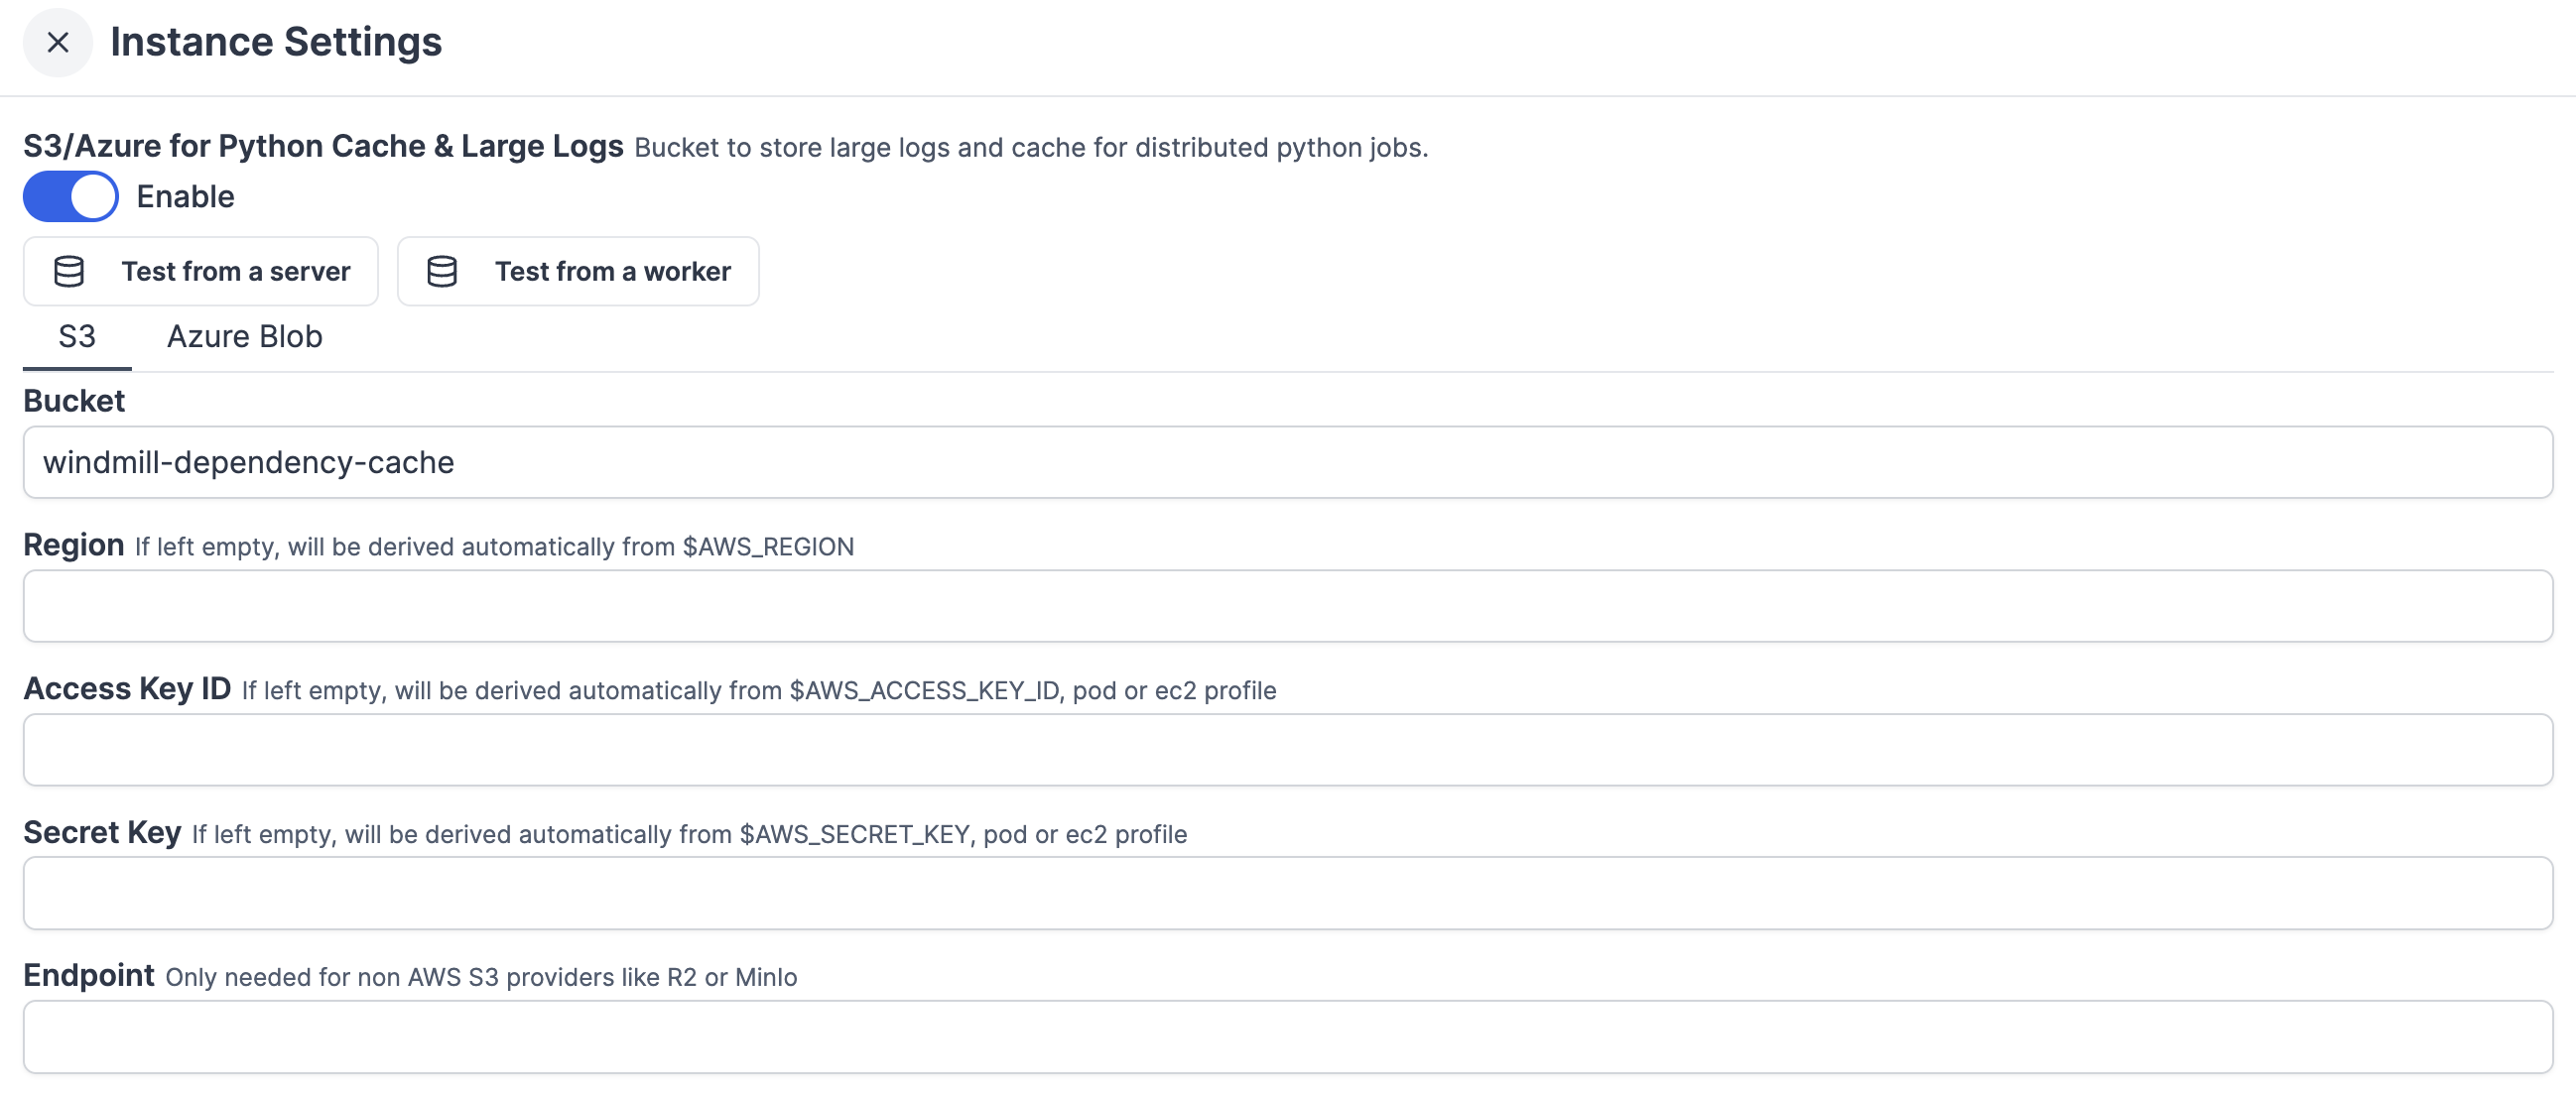 Instance Settings
S3/Azure for Python Cache & Large Logs Bucket to store large logs and cache for distributed python jobs.
Enable
Test from a server Test from a worker
S3 Azure Blob
Bucket
windmill-dependency-cache
Region If left empty, will be derived automatically from $AWS_REGION
Access Key ID If left empty, will be derived automatically from $AWS_ACCESS_KEY_ID, pod or ec2 profile
Secret Key If left empty, will be derived automatically from $AWS_SECRET_KEY, pod or ec2 profile
Endpoint Only needed for non AWS S3 providers like R2 or MinIo